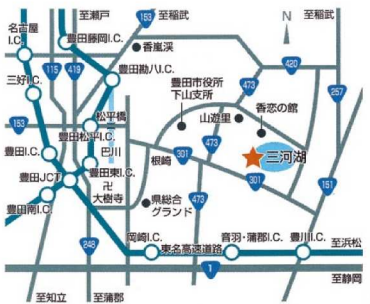 至瀬戸
至稲武
至稲武
153
名古屋
I.C.
豊田藤岡I.C.
香嵐渓
N
115
419
豊田勘八I.C.
420
三好I.C.
豊田市役所
下山支所
473
257
香恋の館
松平橋
山遊里
153
豊田松平I.C.
473
巴川
豊田I.C.
根崎
301
三河湖
豊田東I.C.
豊田JCT
卍
大樹寺
301
151
473
県総合
グランド
豊田南I.C.
248
岡崎I.C.
東名高速道路
音羽・蒲郡I.C.
豊川I.C.
至浜松
1
至静岡
至知立
至蒲郡